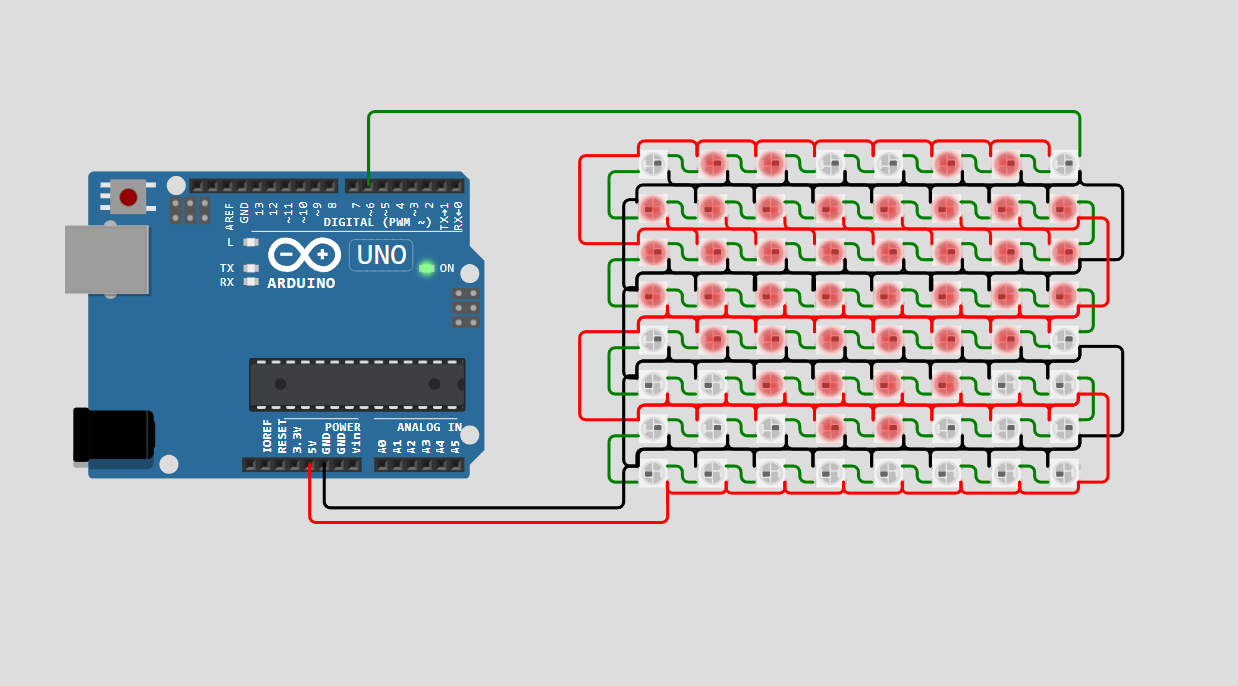 AREF
GND
13
12
~11
~10
~9
8
7
~6
~5
4
~3
2
TX→1
RX←0
DIGITAL (PWM ~)
L
TX
RX
UNO
ON
ARDUINO
POWER
ANALOG IN
IOREF
RESET
3.3V
5V
GND
GND
Vin
A0
A1
A2
A3
A4
A5